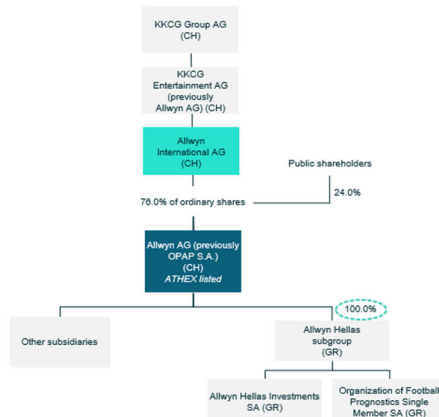 KKCG Group AG
(CH)
KKCG
Entertainment AG
(previously
Allwyn AG) (CH)
Allwyn
International AG
(CH)
Public shareholders
76.0% of ordinary shares
24.0%
Allwyn AG (previously
OPAP S.A.)
(CH)
ATHEX listed
100.0%
Other subsidiaries
Allwyn Hellas
subgroup
(GR)
Allwyn Hellas Investments
SA (GR)
Organization of Football
Prognostics Single
Member SA (GR)